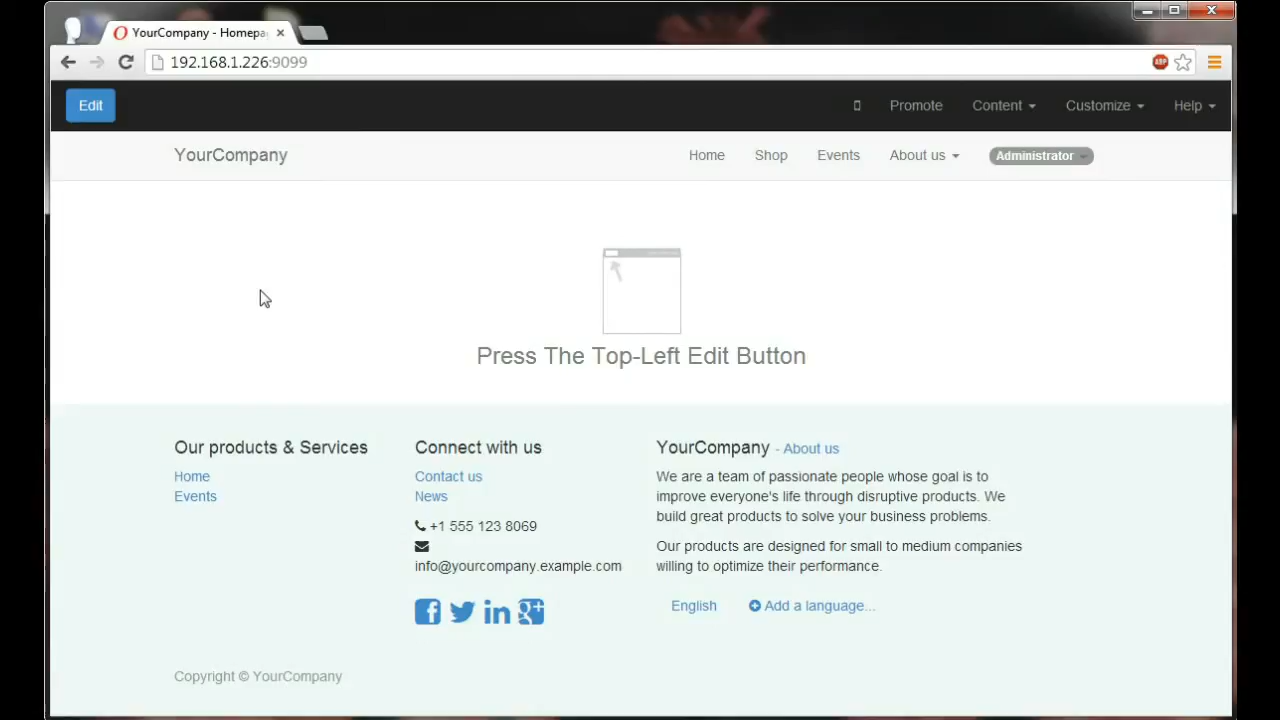 YourCompany - Homepa
192.168.1.226:9099
Edit
Promote
Content
Customize
Help
YourCompany
Home
Shop
Events
About us
Administrator
Press The Top-Left Edit Button
Our products & Services
Home
Events
Connect with us
Contact us
News
+1 555 123 8069
info@yourcompany.example.com
YourCompany - About us
We are a team of passionate people whose goal is to
improve everyone's life through disruptive products. We
build great products to solve your business problems.
Our products are designed for small to medium companies
willing to optimize their performance.
English
Add a language...
Copyright © YourCompany